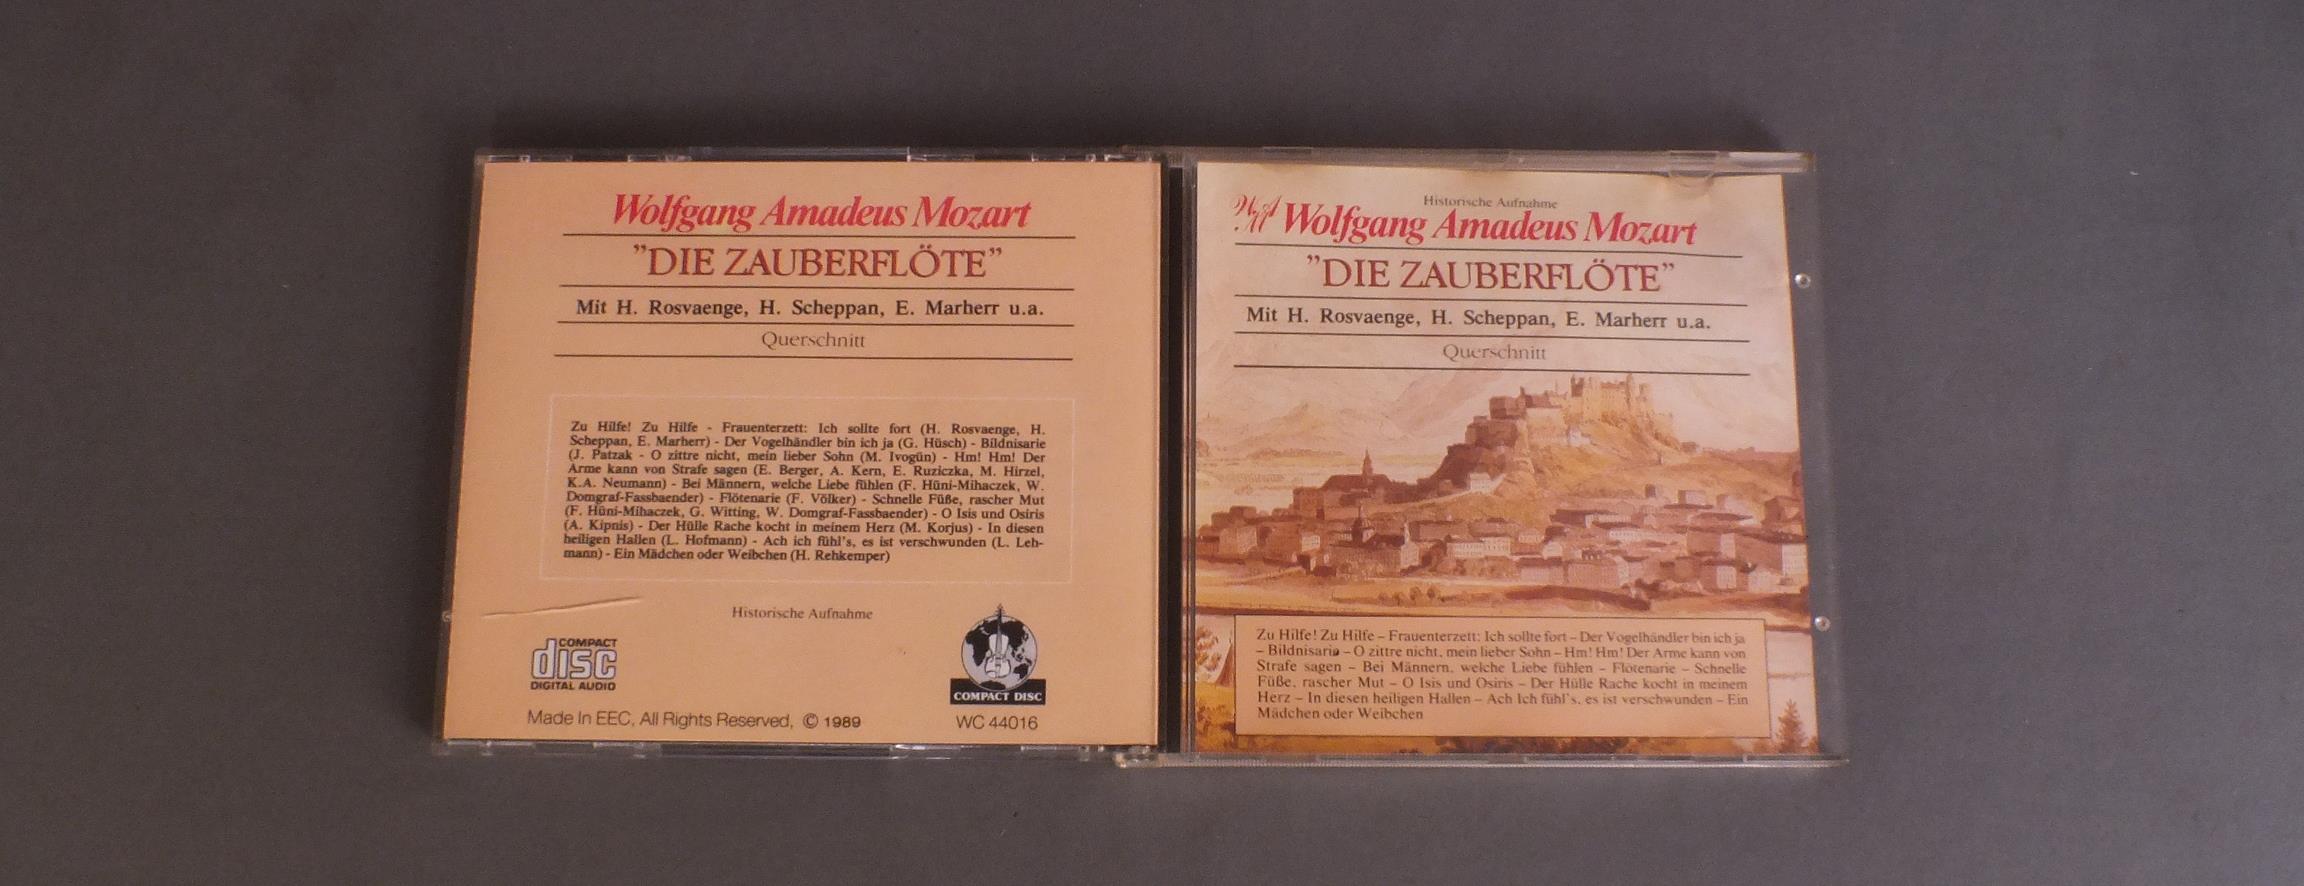 Wolfgang Amadeus Mozart
"DIE ZAUBERFLÖTE"
Mit H. Rosvaenge, H. Scheppan, E. Marherr u.a.
Querschnitt
Zu Hilfe! Zu Hilfe - Frauenterzett: Ich sollte fort (H. Rosvaenge, H.
Scheppan, E. Marherr) - Der Vogelhändler bin ich ja (G. Hüsch) - Bildnisarie
(J. Patzak - O zittre nicht, mein lieber Sohn (M. Ivogün) - Hm! Hm! Der
Arme kann von Strafe sagen (E. Berger, A. Kern, E. Ruziczka, M. Hirzel,
K.A. Neumann) - Bei Männern, welche Liebe fühlen (F. Hüni-Mihaczek, W.
Domgraf-Fassbaender) - Flötenarie (F. Völker) - Schnelle Füße, rascher Mut
(F. Hüni-Mihaczek, G. Witting, W. Domgraf-Fassbaender) - O Isis und Osiris
(A. Kipnis) - Der Hülle Rache kocht in meinem Herz (M. Korjus) - In diesen
heiligen Hallen (L. Hofmann) - Ach ich fühl's, es ist verschwunden (L. Leh-
mann) - Ein Mädchen oder Weibchen (H. Rehkemper)
Historische Aufnahme
COMPACT
disc
DIGITAL AUDIO
COMPACT DISC
Made In EEC, All Rights Reserved, © 1989
WC 44016
Historische Aufnahme
WAM
Wolfgang Amadeus Mozart
"DIE ZAUBERFLÖTE"
Mit H. Rosvaenge, H. Scheppan, E. Marherr u.a.
Querschnitt
Zu Hilfe! Zu Hilfe – Frauenterzett: Ich sollte fort – Der Vogelhändler bin ich ja
– Bildnisarie – O zittre nicht, mein lieber Sohn – Hm! Hm! Der Arme kann von
Strafe sagen – Bei Männern, welche Liebe fühlen – Flötenarie – Schnelle
Füße, rascher Mut – O Isis und Osiris – Der Hülle Rache kocht in meinem
Herz – In diesen heiligen Hallen – Ach Ich fühl's, es ist verschwunden – Ein
Mädchen oder Weibchen